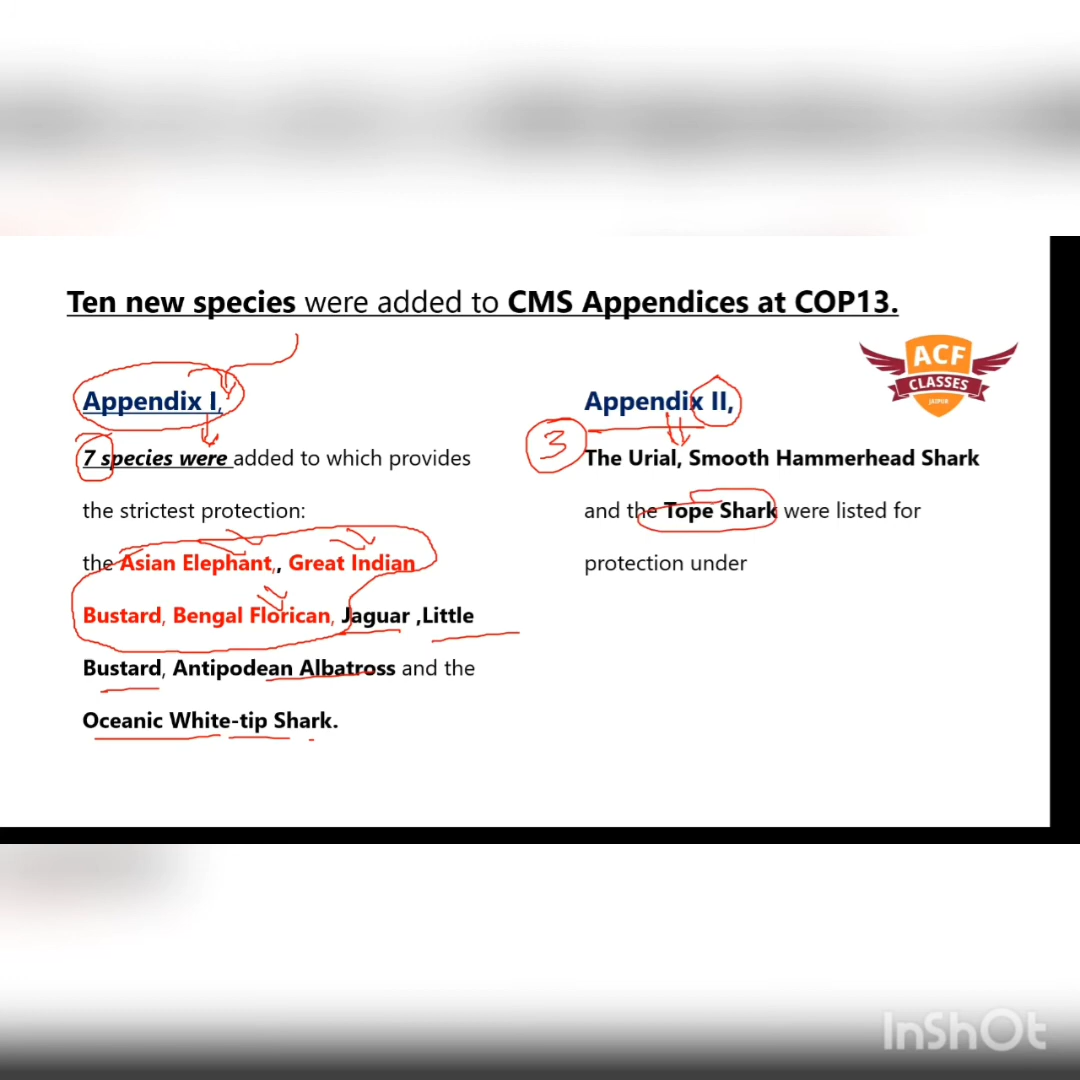 Ten new species were added to CMS Appendices at COP13.
ACF
CLASSES
JAIPUR
Appendix I,
7 species were added to which provides
the strictest protection:
the Asian Elephant,, Great Indian
Bustard, Bengal Florican, Jaguar ,Little
Bustard, Antipodean Albatross and the
Oceanic White-tip Shark.
Appendix II,
3
The Urial, Smooth Hammerhead Shark
and the Tope Shark were listed for
protection under
InShOt